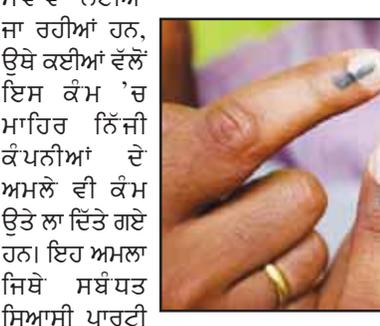 ਜਾ ਰਹੀਆਂ ਹਨ,
ਉਥੇ ਕਈਆਂ ਵੱਲੋਂ
ਇਸ ਕੰਮ ’ਚ
ਮਾਹਿਰ ਨਿੱਜੀ
ਕੰਪਨੀਆਂ ਦੇ
ਅਮਲੇ ਵੀ ਕੰਮ
ਉਤੇ ਲਾ ਦਿੱਤੇ ਗਏ
ਹਨ। ਇਹ ਅਮਲਾ
ਜਿਥੇ ਸਬੰਧਤ
ਸਿਆਸੀ ਪਾਰਟੀ